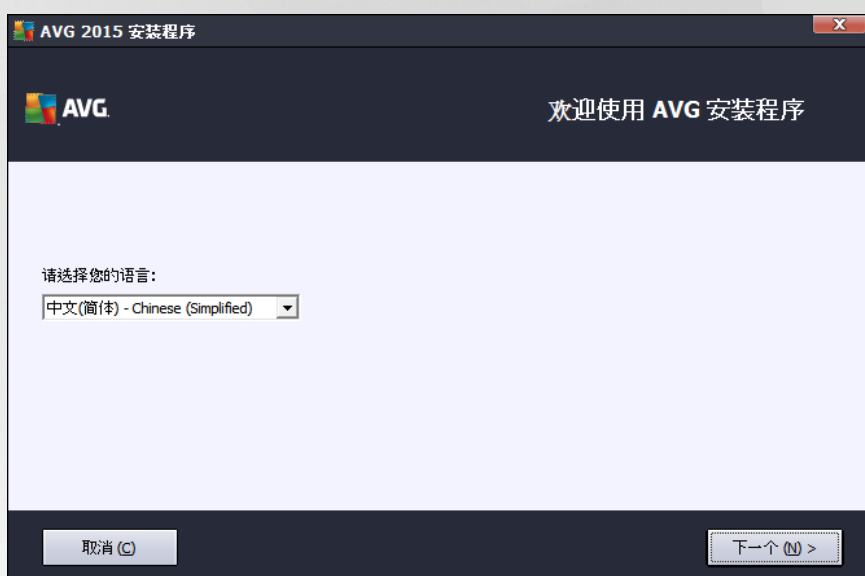 AVG 2015 安装程序
AVG.
欢迎使用 AVG 安装程序
请选择您的语言:
中文(简体) - Chinese (Simplified)
取消 (C)
下一个 (N) >